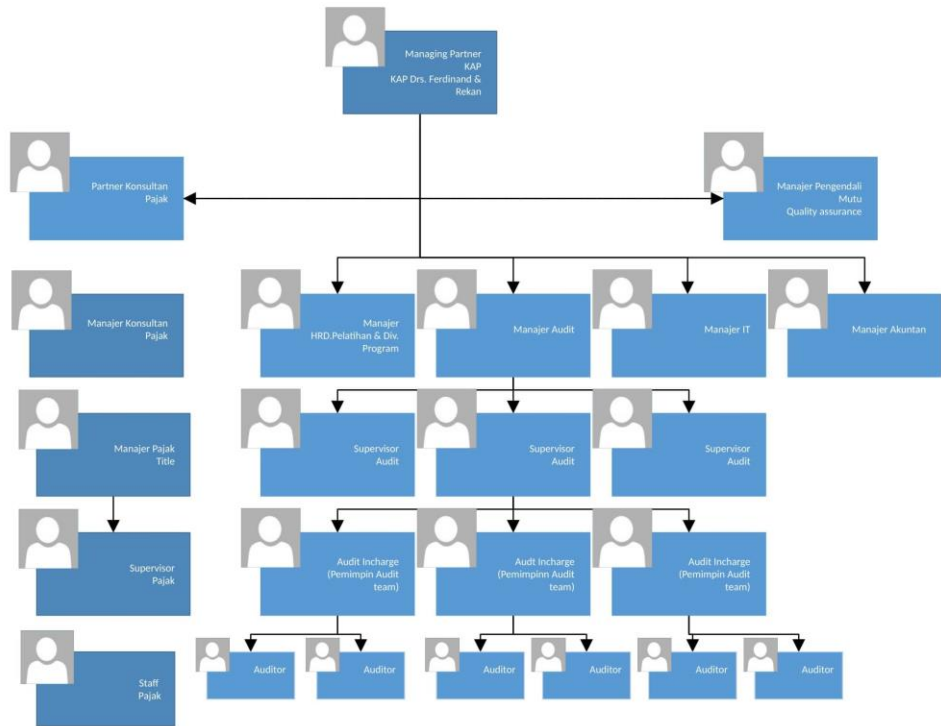 Managing Partner
KAP
KAP Drs. Ferdinand &
Rekan
Partner Konsultan
Pajak
Manajer Pengendali
Mutu
Quality assurance
Manajer Konsultan
Pajak
Manajer
HRD.Pelatihan & Div.
Program
Manajer Audit
Manajer IT
Manajer Akuntan
Manajer Pajak
Title
Supervisor
Audit
Supervisor
Audit
Supervisor
Audit
Supervisor
Pajak
Audit Incharge
(Pemimpin Audit
team)
Audt Incharge
(Pemimpinn Audit
team)
Audit Incharge
(Pemimpin Audit
team)
Staff
Pajak
Auditor
Auditor
Auditor
Auditor
Auditor
Auditor